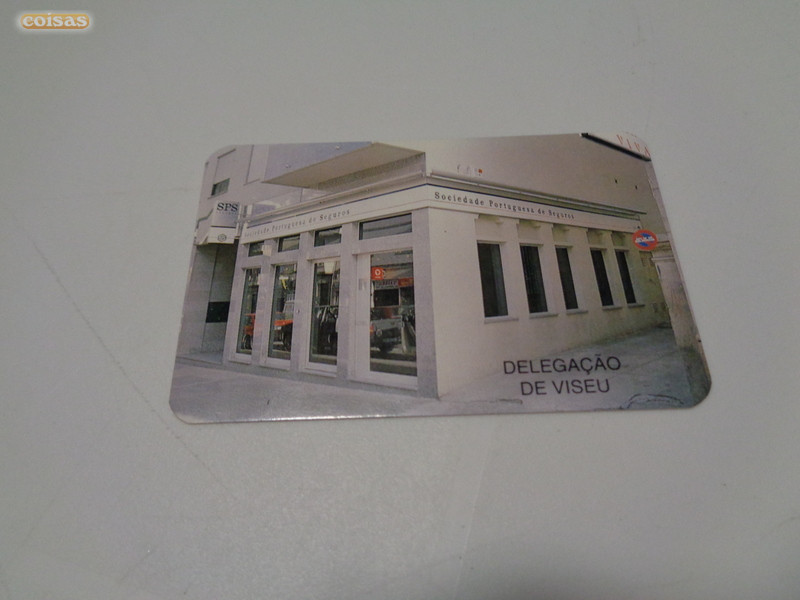 coisas
SPS
Sociedade Portuguesa de Seguros
Sociedade Portuguesa de Seguros
DELEGAÇÃO
DE VISEU